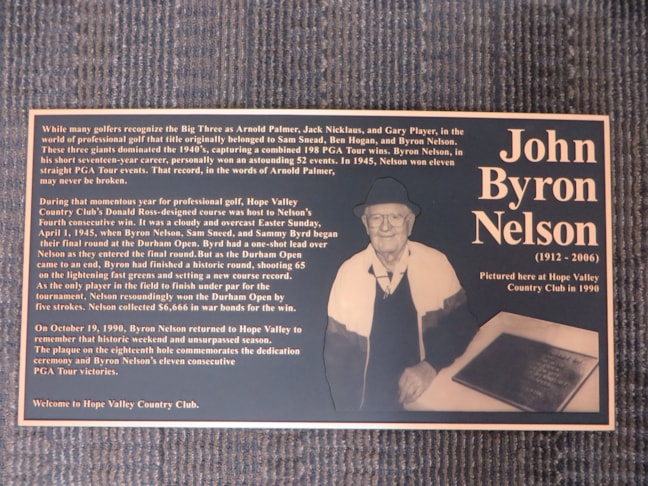 While many golfers recognize the Big Three as Arnold Palmer, Jack Nicklaus, and Gary Player, in the
world of professional golf that title originally belonged to Sam Snead, Ben Hogan, and Byron Nelson.
These three giants dominated the 1940's, capturing a combined 198 PGA Tour wins. Byron Nelson, in
his short seventeen-year career, personally won an astounding 52 events. In 1945, Nelson won eleven
straight PGA Tour events. That record, in the words of Arnold Palmer,
may never be broken.
During that momentous year for professional golf, Hope Valley
Country Club's Donald Ross-designed course was host to Nelson's
Fourth consecutive win. It was a cloudy and overcast Easter Sunday,
April 1, 1945, when Byron Nelson, Sam Sneed, and Sammy Byrd began
their final round at the Durham Open. Byrd had a one-shot lead over
Nelson as they entered the final round.But as the Durham Open
came to an end, Byron had finished a historic round, shooting 65
on the lightening fast greens and setting a new course record.
As the only player in the field to finish under par for the
tournament, Nelson resoundingly won the Durham Open by
five strokes. Nelson collected $6,666 in war bonds for the win.
On October 19, 1990, Byron Nelson returned to Hope Valley to
remember that historic weekend and unsurpassed season.
The plaque on the eighteenth hole commemorates the dedication
ceremony and Byron Nelson's eleven consecutive
PGA Tour victories.
Welcome to Hope Valley Country Club.
John
Byron
Nelson
(1912 - 2006)
Pictured here at Hope Valley
Country Club in 1990